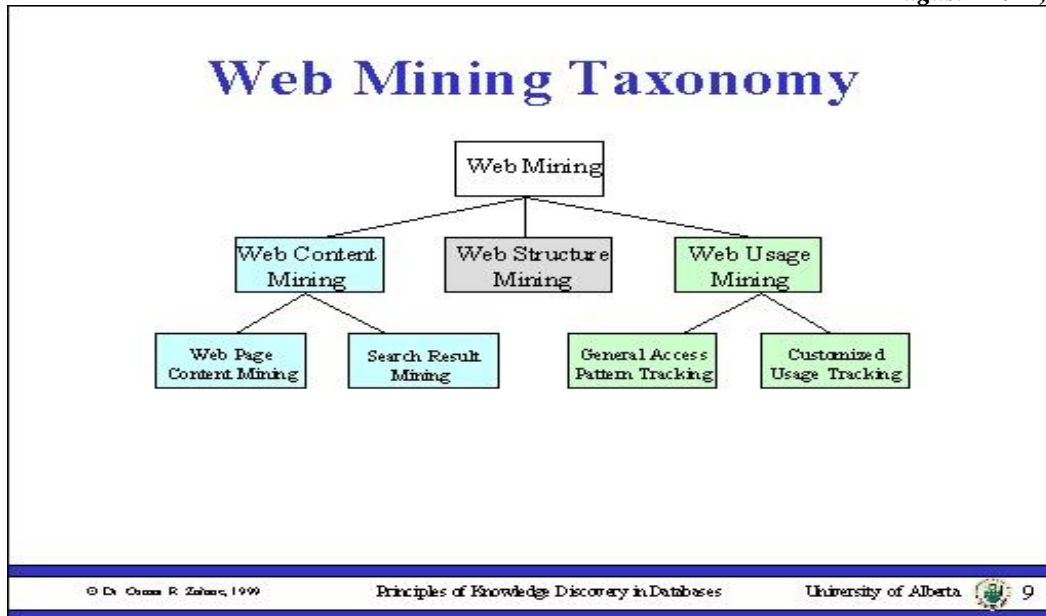 Web Mining Taxonomy
Web Mining
Web Content
Mining
Web Structure
Mining
Web Usage
Mining
Web Page
Content Mining
Search Result
Mining
General Access
Pattern Tracking
Customized
Usage Tracking
© Dr. Osmar R. Zaïane, 1999
Principles of Knowledge Discovery in Databases
University of Alberta
9